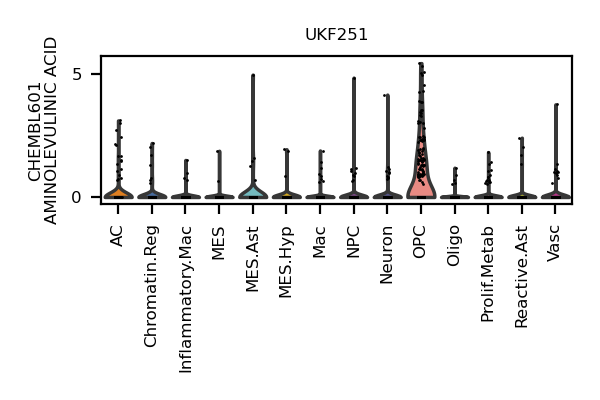 UKF251
CHEMBL601
AMINOLEVULINIC ACID
5
0
AC
Chromatin.Reg
Inflammatory.Mac
MES
MES.Ast
MES.Hyp
Mac
NPC
Neuron
OPC
Oligo
Prolif.Metab
Reactive.Ast
Vasc